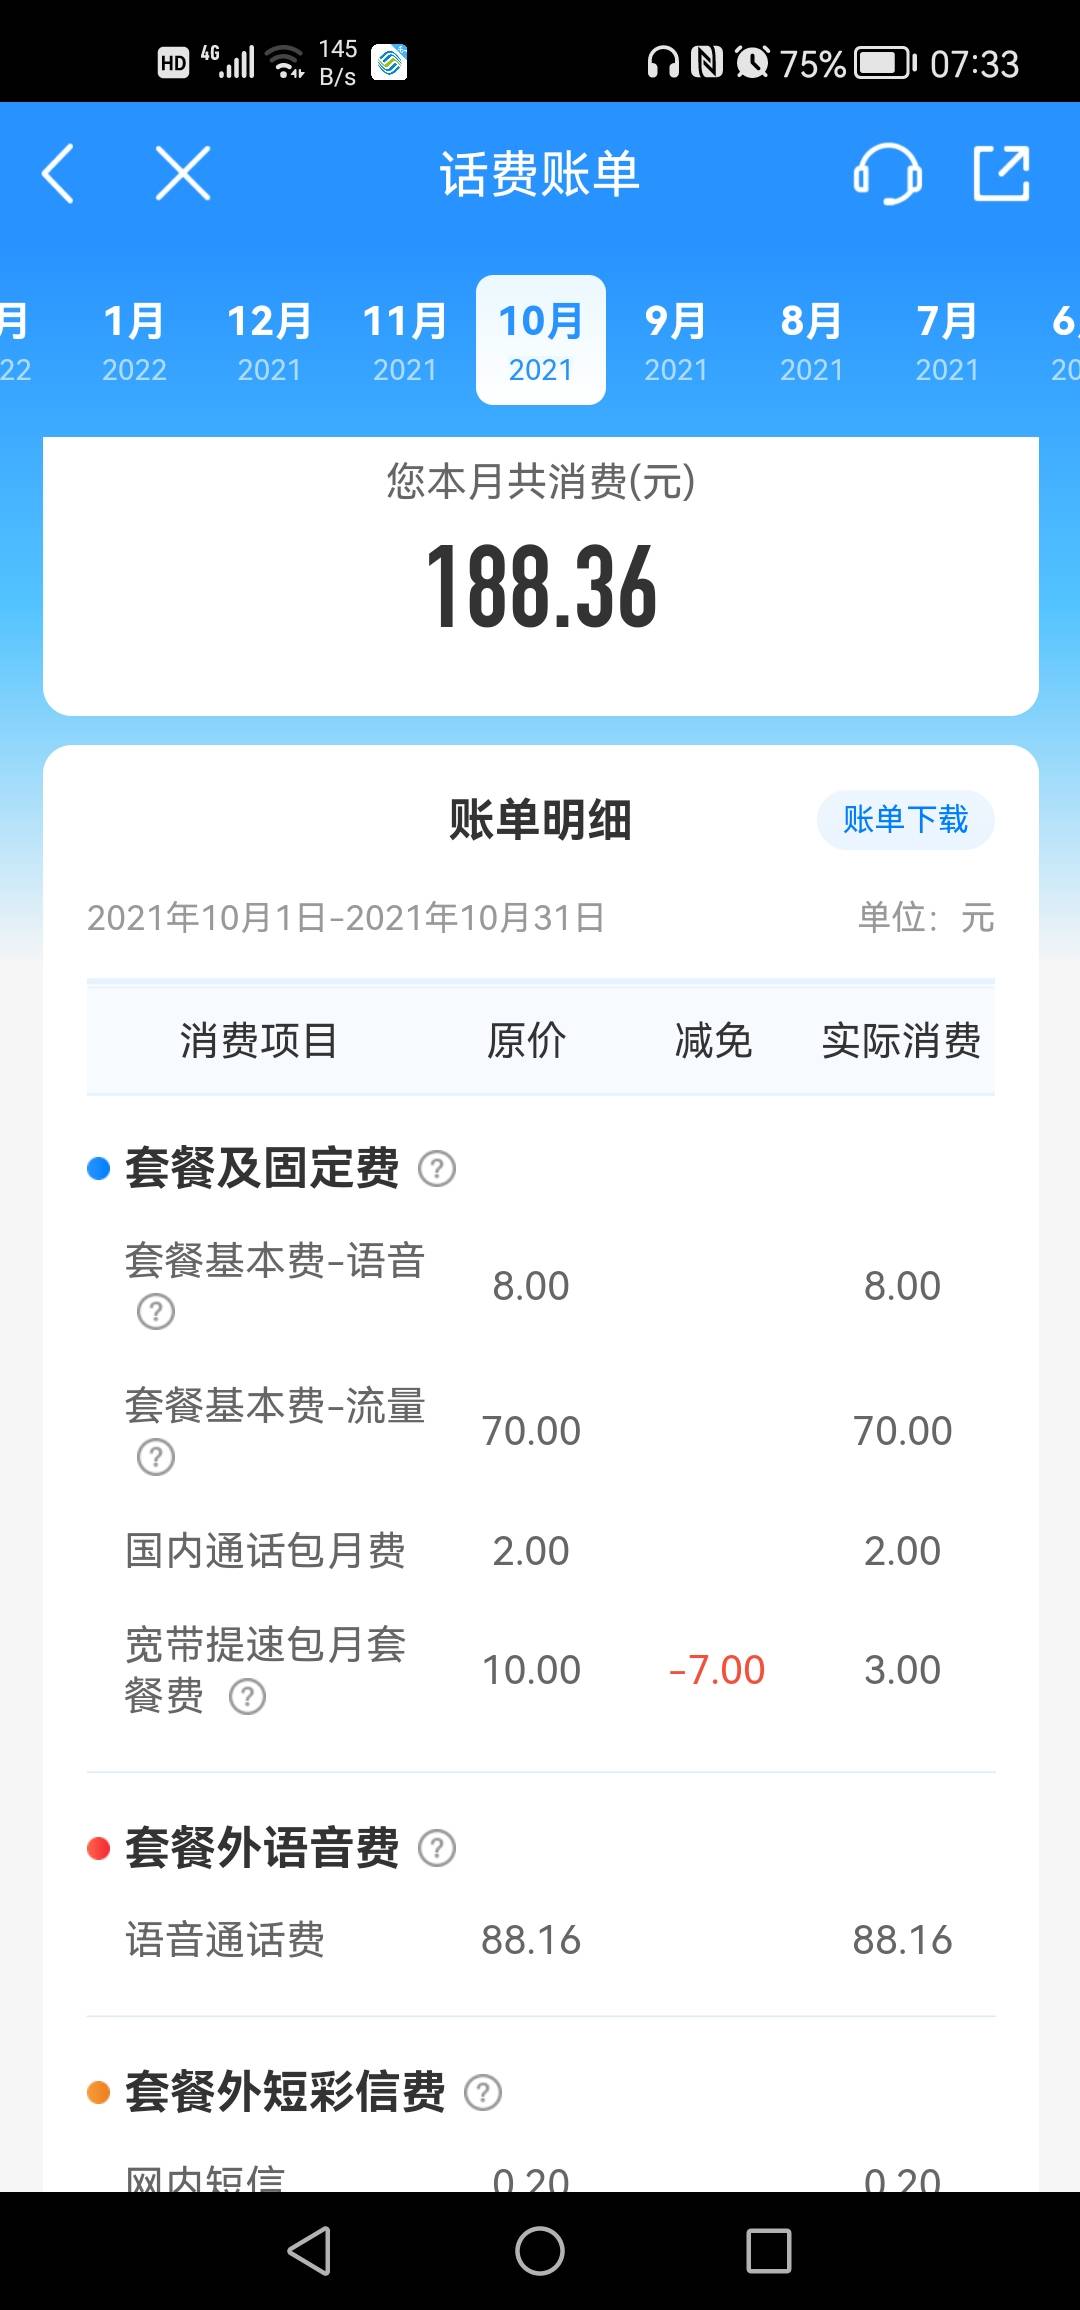 HD 4G 145 B/s 75% 07:33
话费账单
月 1月 12月 11月 10月 9月 8月 7月 6
22 2022 2021 2021 2021 2021 2021 2021 20
您本月共消费(元)
188.36
账单明细 账单下载
2021年10月1日-2021年10月31日 单位：元
消费项目 原价 减免 实际消费
套餐及固定费 ?
套餐基本费-语音 ? 8.00 8.00
套餐基本费-流量 ? 70.00 70.00
国内通话包月费 2.00 2.00
宽带提速包月套
餐费 ? 10.00 -7.00 3.00
套餐外语音费 ?
语音通话费 88.16 88.16
套餐外短彩信费 ?
网内短信 0.20 0.20